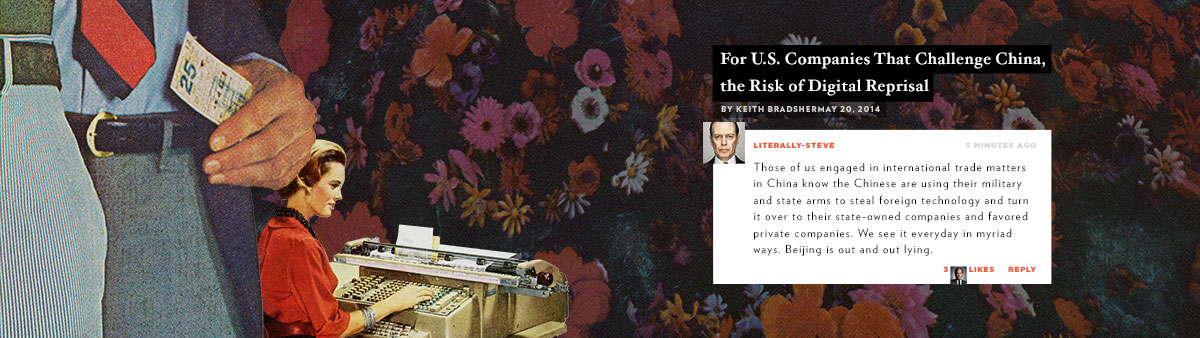 25
For U.S. Companies That Challenge China,
the Risk of Digital Reprisal
BY KEITH BRADSHERMAY 20, 2014
LITERALLY-STEVE
5 MINUTES AGO
Those of us engaged in international trade matters
in China know the Chinese are using their military
and state arms to steal foreign technology and turn
it over to their state-owned companies and favored
private companies. We see it everyday in myriad
ways. Beijing is out and out lying.
3 LIKES REPLY